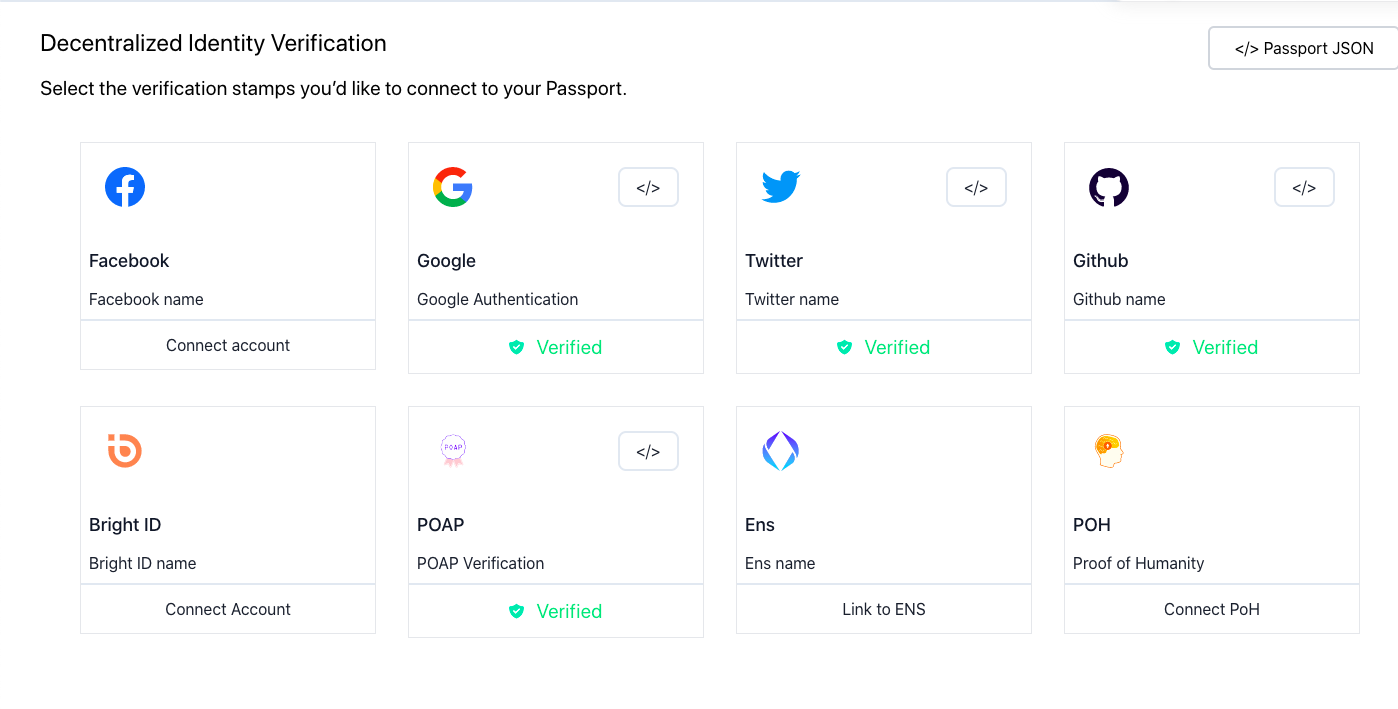 Decentralized Identity Verification
</> Passport JSON
Select the verification stamps you’d like to connect to your Passport.
</>
</>
</>
Facebook
Google
Twitter
Github
Facebook name
Google Authentication
Twitter name
Github name
Connect account
Verified
Verified
Verified
POAP
</>
Bright ID
POAP
Ens
POH
Bright ID name
POAP Verification
Ens name
Proof of Humanity
Connect Account
Verified
Link to ENS
Connect PoH